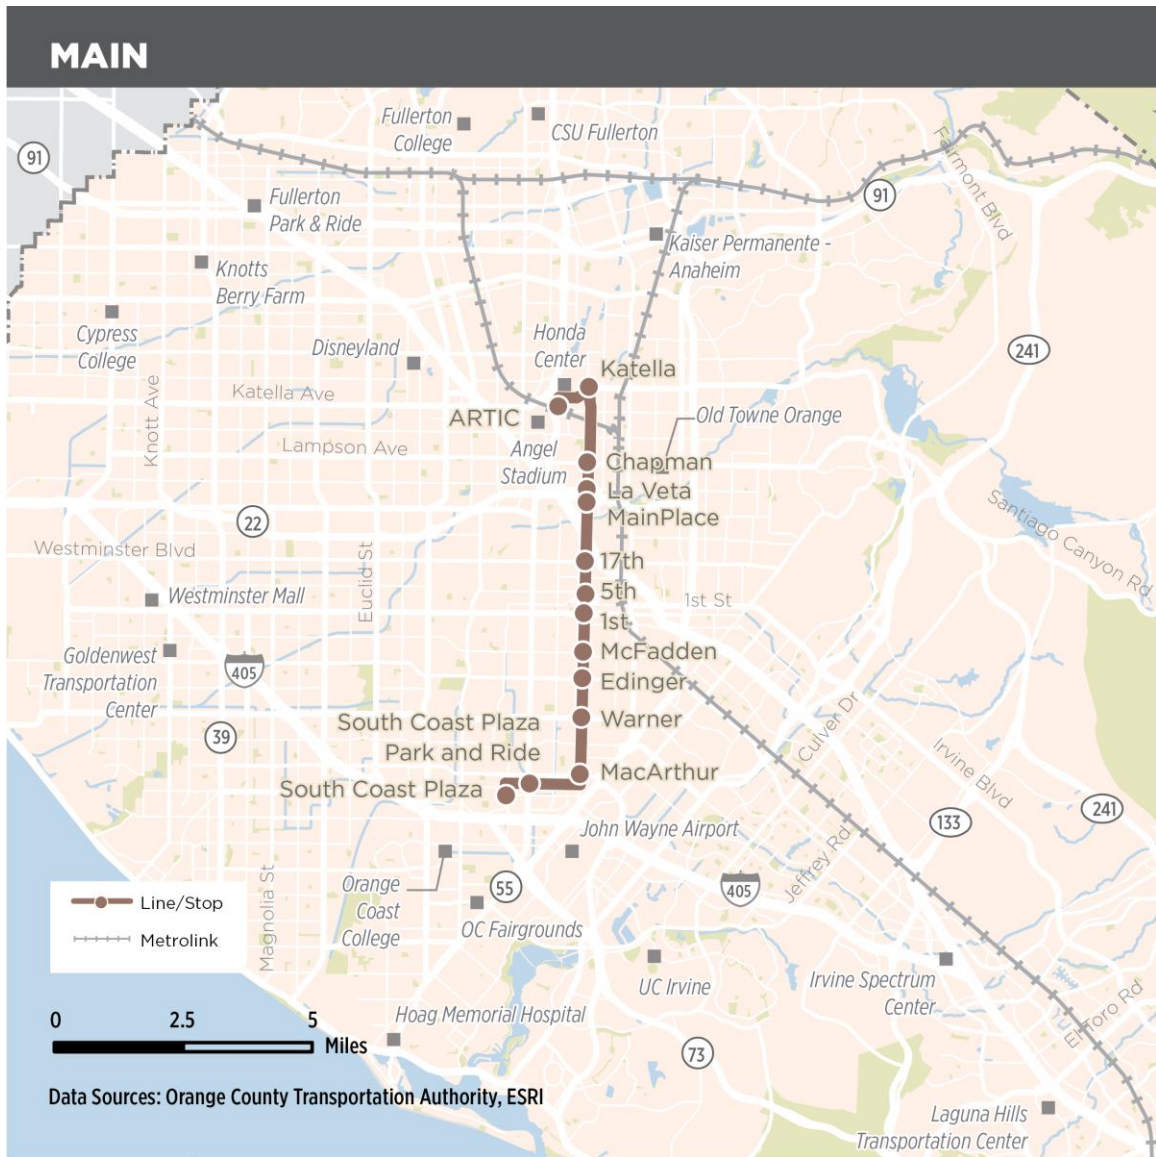 MAIN
91
Fullerton
College
CSU Fullerton
Fairmont Blvd
91
Fullerton
Park & Ride
Kaiser Permanente -
Anaheim
Knotts
Berry Farm
Cypress
College
Disneyland
Honda
Center
241
Katella
Katella Ave
Knott Ave
ARTIC
Old Towne Orange
Lampson Ave
Angel
Stadium
Chapman
La Veta
MainPlace
22
Santiago Canyon Rd
Westminster Blvd
Euclid St
17th
5th
Westminster Mall
1st St
1st
McFadden
Goldenwest
Transportation
Center
405
Edinger
South Coast Plaza
Park and Ride
Warner
39
Culver Dr
Irvine Blvd
MacArthur
South Coast Plaza
241
133
John Wayne Airport
Jeffrey Rd
Magnolia St
Orange
Coast
College
55
405
Line/Stop
OC Fairgrounds
Metrolink
UC Irvine
Irvine Spectrum
Center
El Toro Rd
Hoag Memorial Hospital
0 2.5 5
Miles
73
Data Sources: Orange County Transportation Authority, ESRI
Laguna Hills
Transportation Center